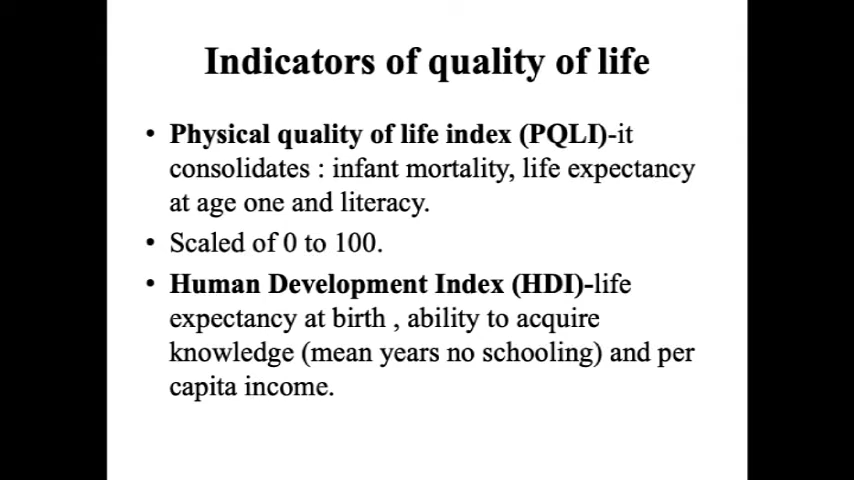 Indicators of quality of life
• Physical quality of life index (PQLI)-it
consolidates : infant mortality, life expectancy
at age one and literacy.
• Scaled of 0 to 100.
• Human Development Index (HDI)-life
expectancy at birth , ability to acquire
knowledge (mean years no schooling) and per
capita income.